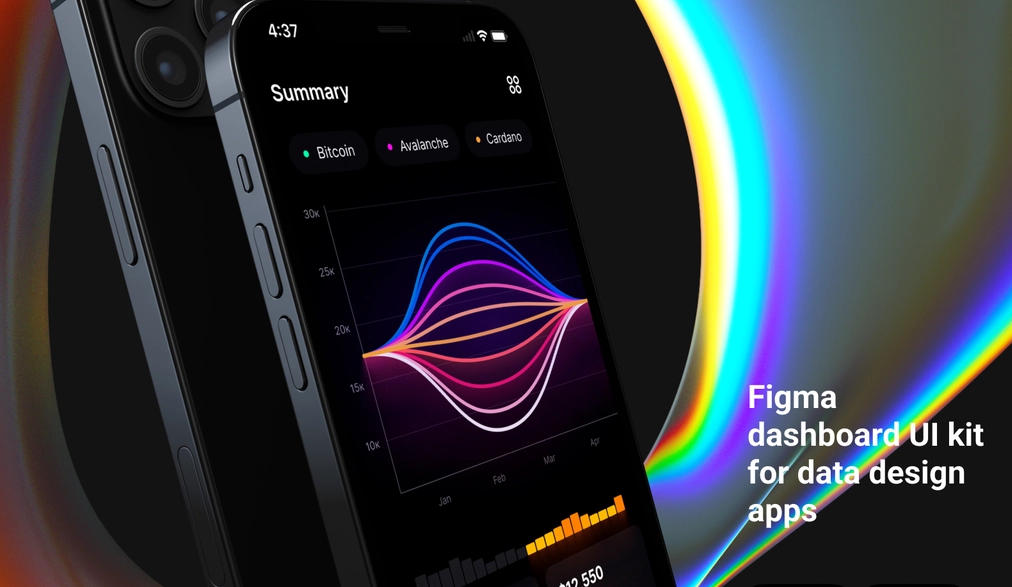 4:37
Summary
Bitcoin
Avalanche
Cardano
30K
25K
20K
15K
10K
Jan
Feb
Mar
Apr
$12,550
Figma
dashboard UI kit
for data design
apps